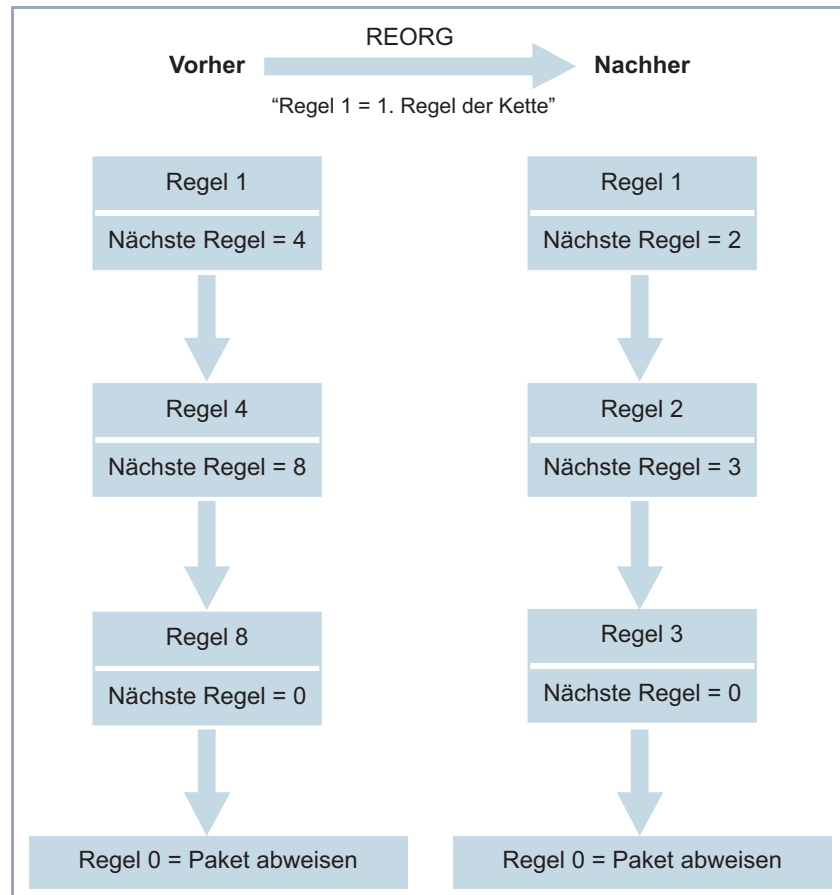 REORG
Vorher
Nachher
“Regel 1 = 1. Regel der Kette”
Regel 1
Nächste Regel = 4
Regel 4
Nächste Regel = 8
Regel 8
Nächste Regel = 0
Regel 0 = Paket abweisen
Regel 1
Nächste Regel = 2
Regel 2
Nächste Regel = 3
Regel 3
Nächste Regel = 0
Regel 0 = Paket abweisen